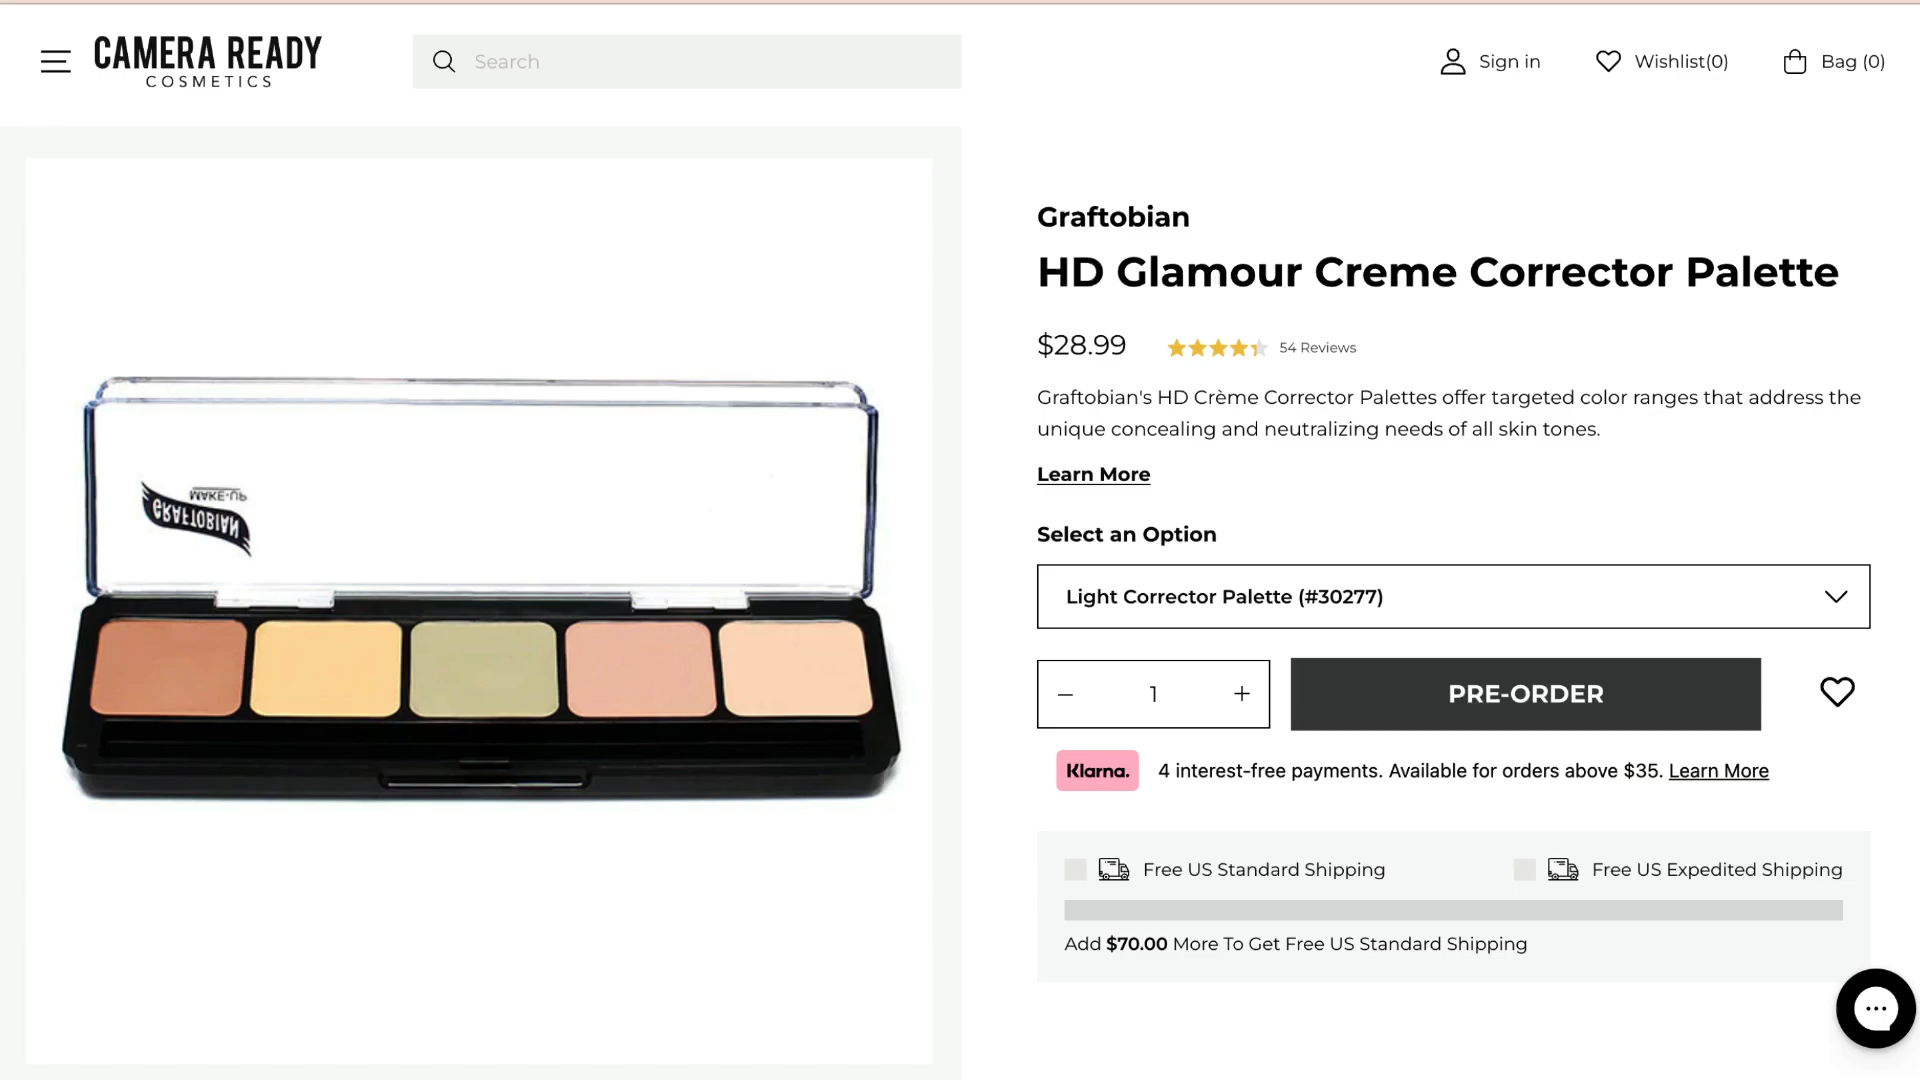 CAMERA READY
COSMETICS
Search
Sign in
Wishlist(0)
Bag (0)
MAKE-UP
GRAFTOBIAN
Graftobian
HD Glamour Creme Corrector Palette
$28.99
54 Reviews
Graftobian's HD Crème Corrector Palettes offer targeted color ranges that address the
unique concealing and neutralizing needs of all skin tones.
Learn More
Select an Option
Light Corrector Palette (#30277)
1
PRE-ORDER
Klarna.
4 interest-free payments. Available for orders above $35. Learn More
Free US Standard Shipping
Free US Expedited Shipping
Add $70.00 More To Get Free US Standard Shipping